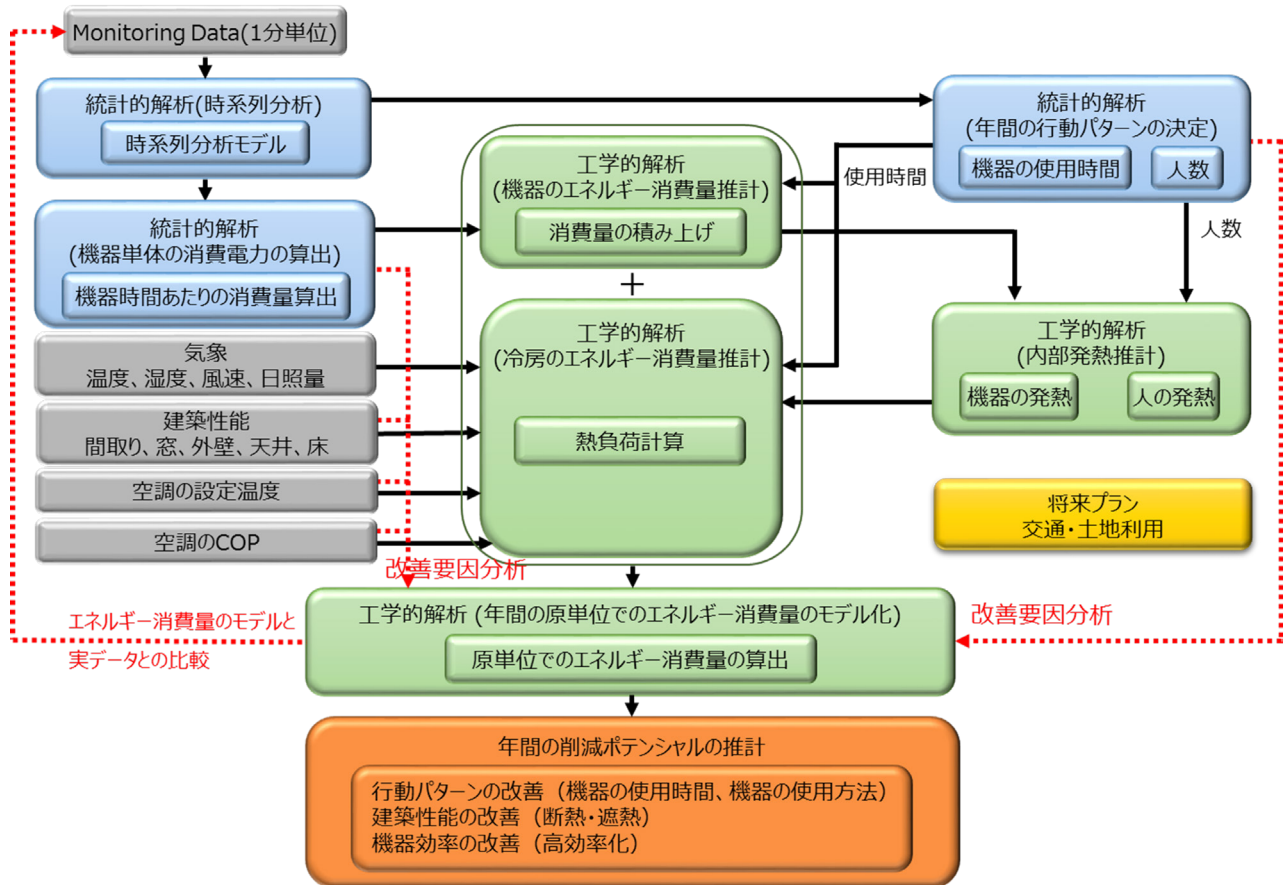 Monitoring Data(1分単位)
統計的解析(時系列分析)
時系列分析モデル
統計的解析
(年間の行動パターンの決定)
機器の使用時間
人数
統計的解析
(機器単体の消費電力の算出)
機器時間あたりの消費量算出
工学的解析
(機器のエネルギー消費量推計)
消費量の積み上げ
使用時間
人数
+
工学的解析
(冷房のエネルギー消費量推計)
熱負荷計算
工学的解析
(内部発熱推計)
機器の発熱
人の発熱
気象
温度、湿度、風速、日照量
建築性能
間取り、窓、外壁、天井、床
空調の設定温度
空調のCOP
将来プラン
交通・土地利用
改善要因分析
改善要因分析
エネルギー消費量のモデルと
実データとの比較
工学的解析 (年間の原単位でのエネルギー消費量のモデル化)
原単位でのエネルギー消費量の算出
年間の削減ポテンシャルの推計
行動パターンの改善（機器の使用時間、機器の使用方法）
建築性能の改善（断熱・遮熱）
機器効率の改善（高効率化）